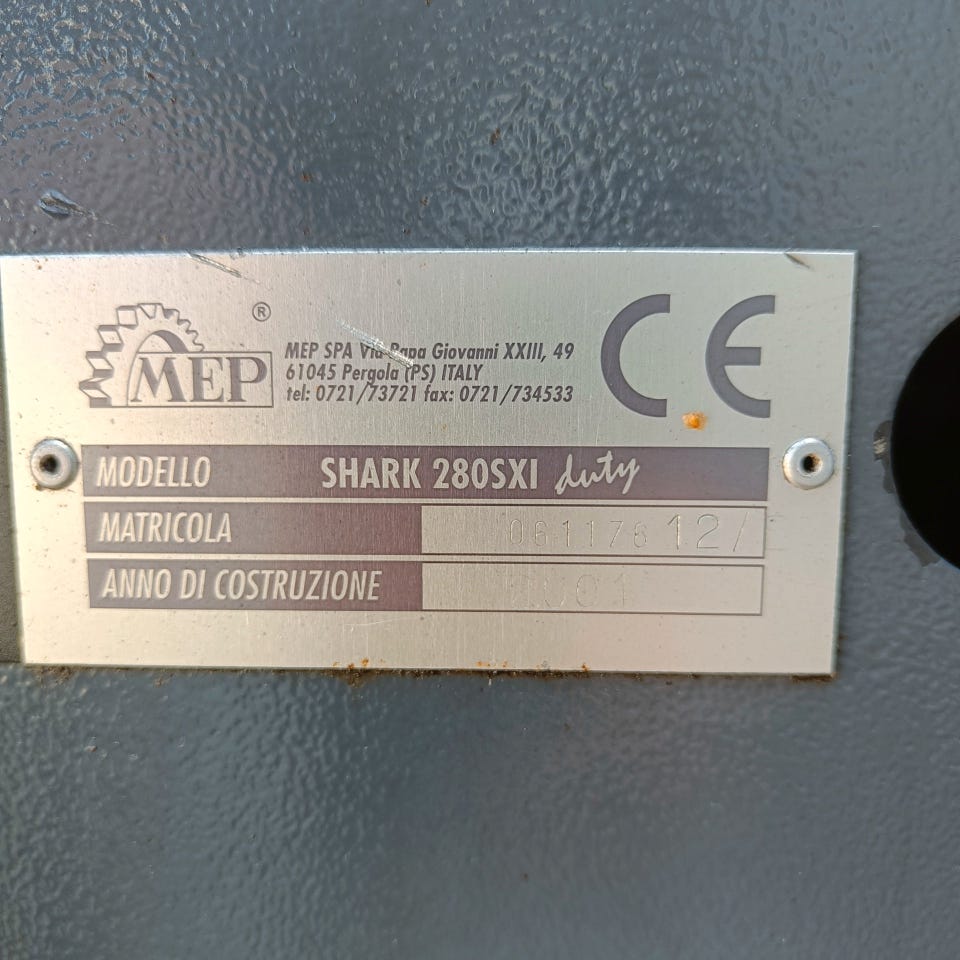 MEP
®
MEP SPA Via Papa Giovanni XXIII, 49
61045 Pergola (PS) ITALY
tel: 0721/73721 fax: 0721/734533
CE
MODELLO SHARK 280SXI duty
MATRICOLA 061176 12/
ANNO DI COSTRUZIONE 2001